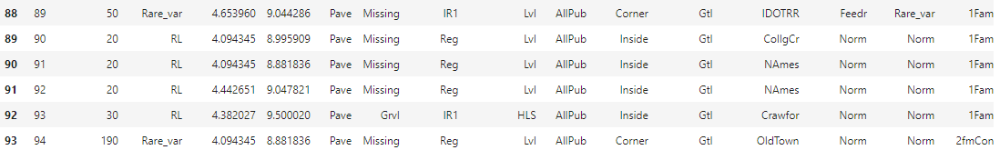 88 89 50 Rare_var 4.653960 9.044286 Pave Missing IR1 Lvl AllPub Corner Gtl IDOTRR Feedr Rare_var 1Fam
89 90 20 RL 4.094345 8.995909 Pave Missing Reg Lvl AllPub Inside Gtl CollgCr Norm Norm 1Fam
90 91 20 RL 4.094345 8.881836 Pave Missing Reg Lvl AllPub Inside Gtl NAmes Norm Norm 1Fam
91 92 20 RL 4.442651 9.047821 Pave Missing Reg Lvl AllPub Inside Gtl NAmes Norm Norm 1Fam
92 93 30 RL 4.382027 9.500020 Pave Grvl IR1 HLS AllPub Inside Gtl Crawfor Norm Norm 1Fam
93 94 190 Rare_var 4.094345 8.881836 Pave Missing Reg Lvl AllPub Corner Gtl OldTown Norm Norm 2fmCon